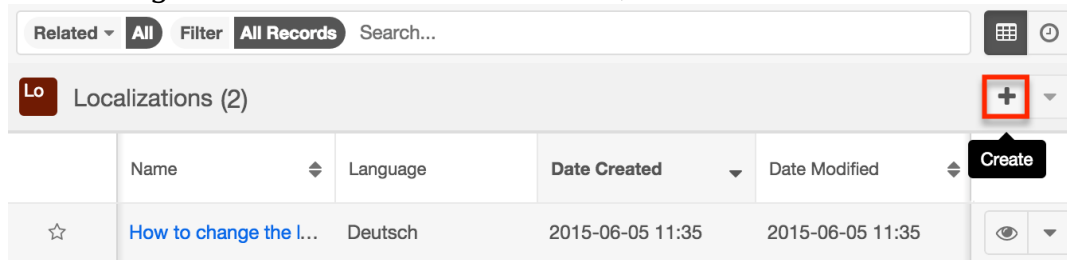 Related All Filter All Records Search...
Lo Localizations (2)
Create
Name Language Date Created Date Modified
How to change the l... Deutsch 2015-06-05 11:35 2015-06-05 11:35